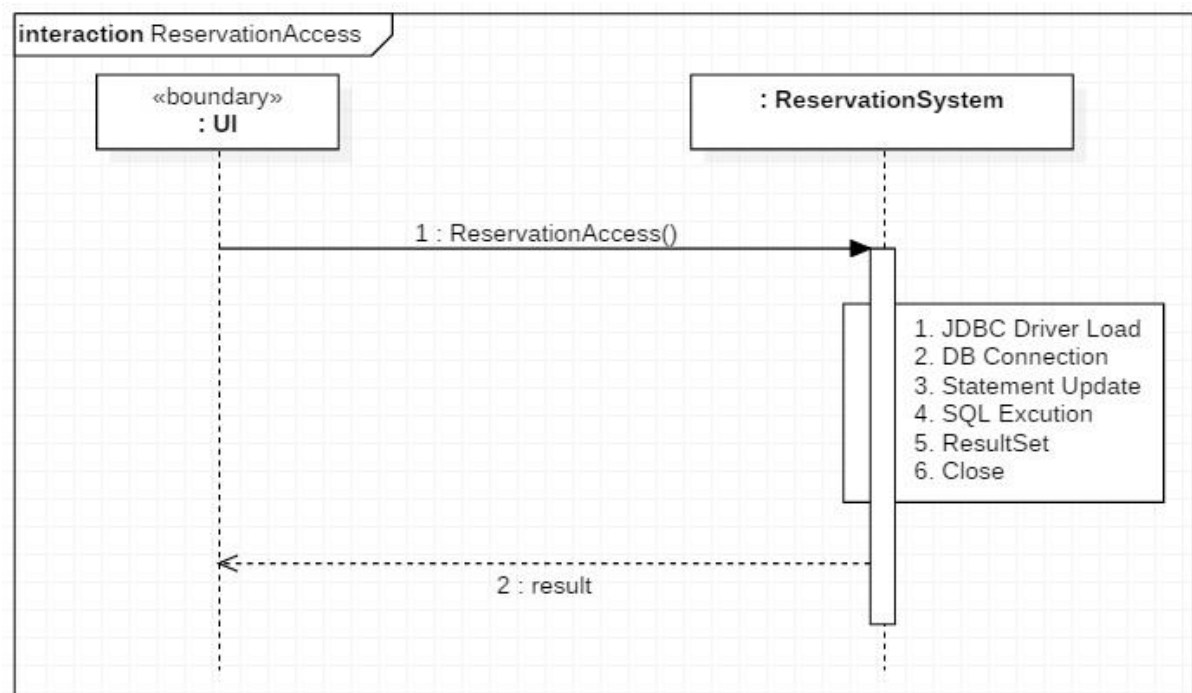 interaction ReservationAccess
«boundary»
: UI
: ReservationSystem
1 : ReservationAccess()
1. JDBC Driver Load
2. DB Connection
3. Statement Update
4. SQL Excution
5. ResultSet
6. Close
2 : result